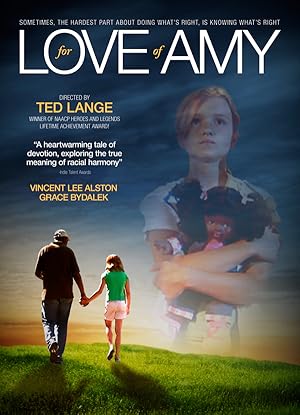 SOMETIMES, THE HARDEST PART ABOUT DOING WHAT'S RIGHT, IS KNOWING WHAT'S RIGHT
for LOVE of AMY
DIRECTED BY
TED LANGE
WINNER OF NAACP HEROES AND LEGENDS
LIFETIME ACHIEVEMENT AWARD!
"A heartwarming tale of
devotion, exploring the true
meaning of racial harmony"
-Indie Talent Awards
VINCENT LEE ALSTON
GRACE BYDALEK